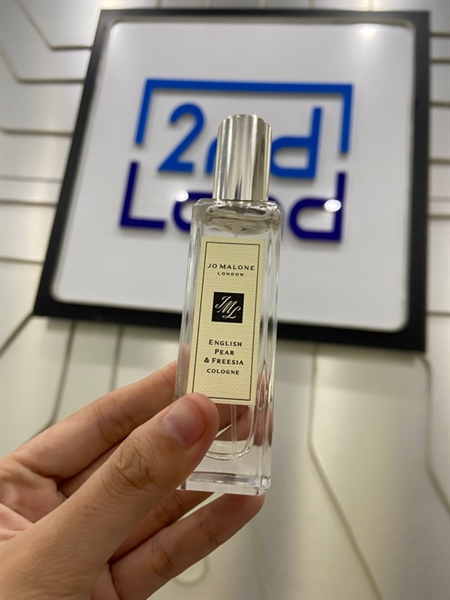 2nd
Land
JO MALONE
LONDON
JML
ENGLISH
PEAR
& FREESIA
COLOGNE